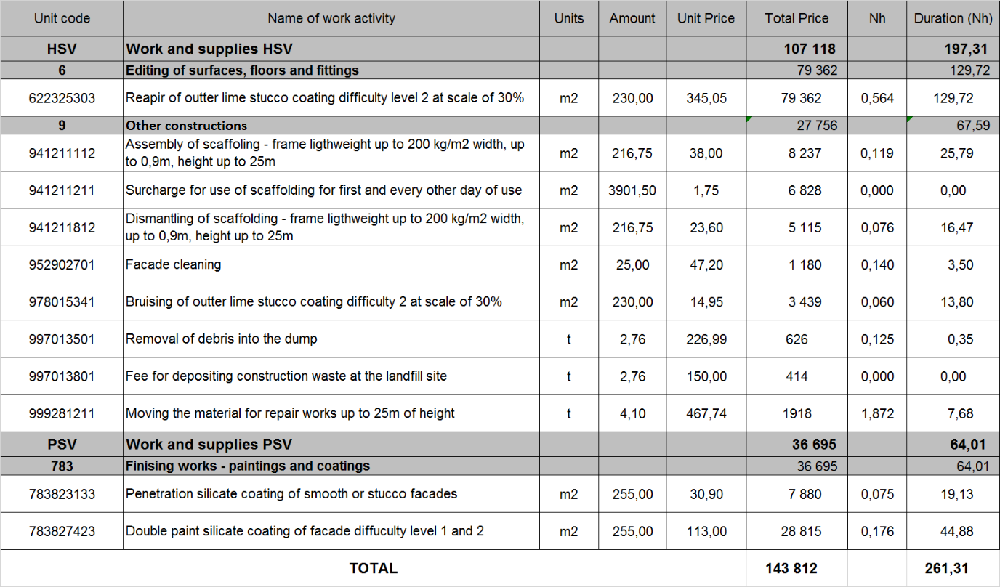 Unit code Name of work activity Units Amount Unit Price Total Price Nh Duration (Nh)
HSV Work and supplies HSV 107 118 197,31
6 Editing of surfaces, floors and fittings 79 362 129,72
622325303 Reapir of outter lime stucco coating difficulty level 2 at scale of 30% m2 230,00 345,05 79 362 0,564 129,72
9 Other constructions 27 756 67,59
Assembly of scaffoling - frame ligthweight up to 200 kg/m2 width, up
941211112 to 0,9m, height up to 25m m2 216,75 38,00 8 237 0,119 25,79
941211211 Surcharge for use of scaffolding for first and every other day of use m2 3901,50 1,75 6 828 0,000 0,00
Dismantling of scaffolding - frame ligthweight up to 200 kg/m2 width,
941211812 up to 0,9m, height up to 25m m2 216,75 23,60 5 115 0,076 16,47
952902701 Facade cleaning m2 25,00 47,20 1 180 0,140 3,50
978015341 Bruising of outter lime stucco coating difficulty 2 at scale of 30% m2 230,00 14,95 3 439 0,060 13,80
997013501 Removal of debris into the dump t 2,76 226,99 626 0,125 0,35
997013801 Fee for depositing construction waste at the landfill site t 2,76 150,00 414 0,000 0,00
999281211 Moving the material for repair works up to 25m of height t 4,10 467,74 1918 1,872 7,68
PSV Work and supplies PSV 36 695 64,01
783 Finising works - paintings and coatings 36 695 64,01
783823133 Penetration silicate coating of smooth or stucco facades m2 255,00 30,90 7 880 0,075 19,13
783827423 Double paint silicate coating of facade diffuculty level 1 and 2 m2 255,00 113,00 28 815 0,176 44,88
TOTAL 143 812 261,31